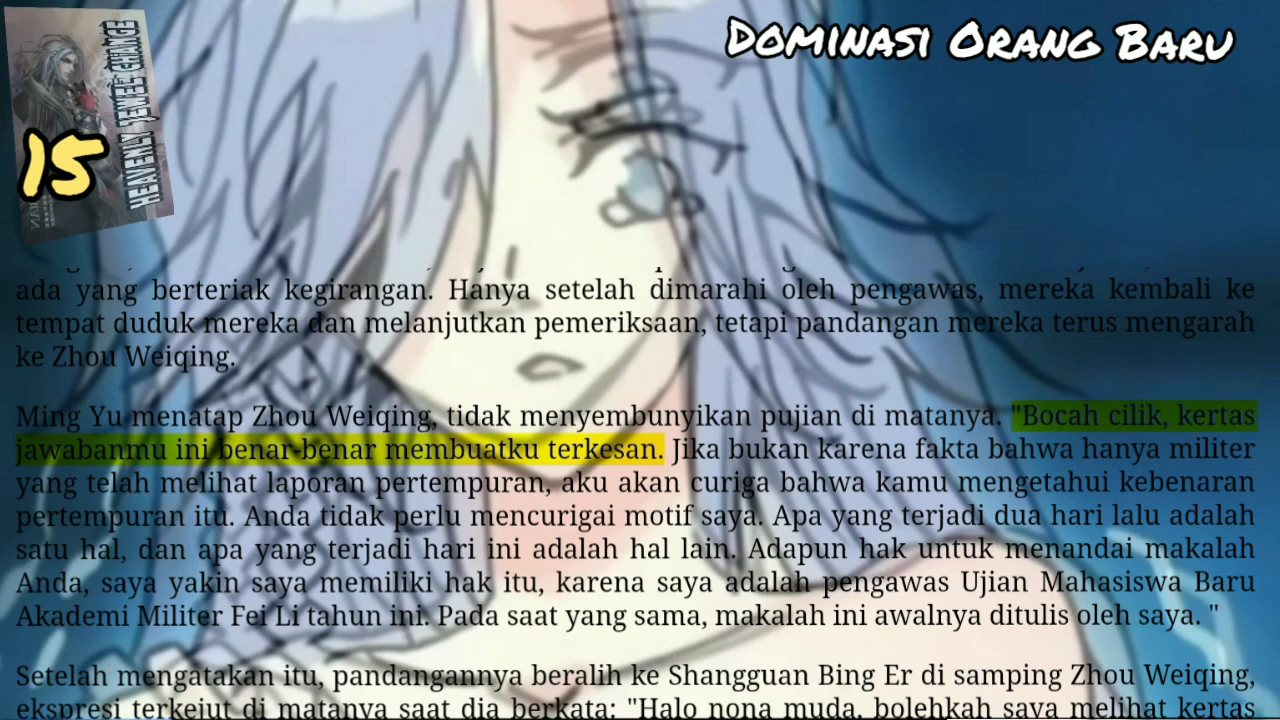 HEAVENLY JEWEL CHANGE
15
Dominasi Orang Baru
ada yang berteriak kegirangan. Hanya setelah dimarahi oleh pengawas, mereka kembali ke
tempat duduk mereka dan melanjutkan pemeriksaan, tetapi pandangan mereka terus mengarah
ke Zhou Weiqing.
Ming Yu menatap Zhou Weiqing, tidak menyembunyikan pujian di matanya. "Bocah cilik, kertas
jawabanmu ini benar-benar membuatku terkesan. Jika bukan karena fakta bahwa hanya militer
yang telah melihat laporan pertempuran, aku akan curiga bahwa kamu mengetahui kebenaran
pertempuran itu. Anda tidak perlu mencurigai motif saya. Apa yang terjadi dua hari lalu adalah
satu hal, dan apa yang terjadi hari ini adalah hal lain. Adapun hak untuk menandai makalah
Anda, saya yakin saya memiliki hak itu, karena saya adalah pengawas Ujian Mahasiswa Baru
Akademi Militer Fei Li tahun ini. Pada saat yang sama, makalah ini awalnya ditulis oleh saya. "
Setelah mengatakan itu, pandangannya beralih ke Shangguan Bing Er di samping Zhou Weiqing,
ekspresi terkejut di matanya saat dia berkata: "Halo nona muda, bolehkah saya melihat kertas